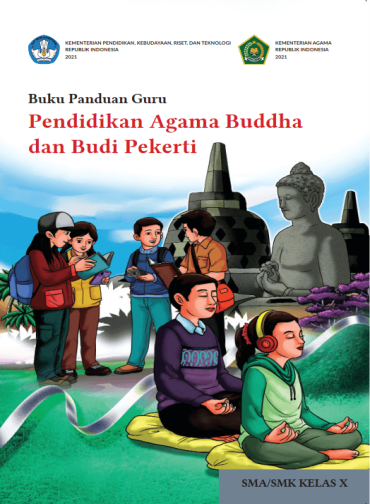 KEMENTERIAN PENDIDIKAN, KEBUDAYAAN, RISET, DAN TEKNOLOGI
REPUBLIK INDONESIA
2021
KEMENTERIAN AGAMA
REPUBLIK INDONESIA
2021
Buku Panduan Guru
Pendidikan Agama Buddha
dan Budi Pekerti
SMA/SMK KELAS X